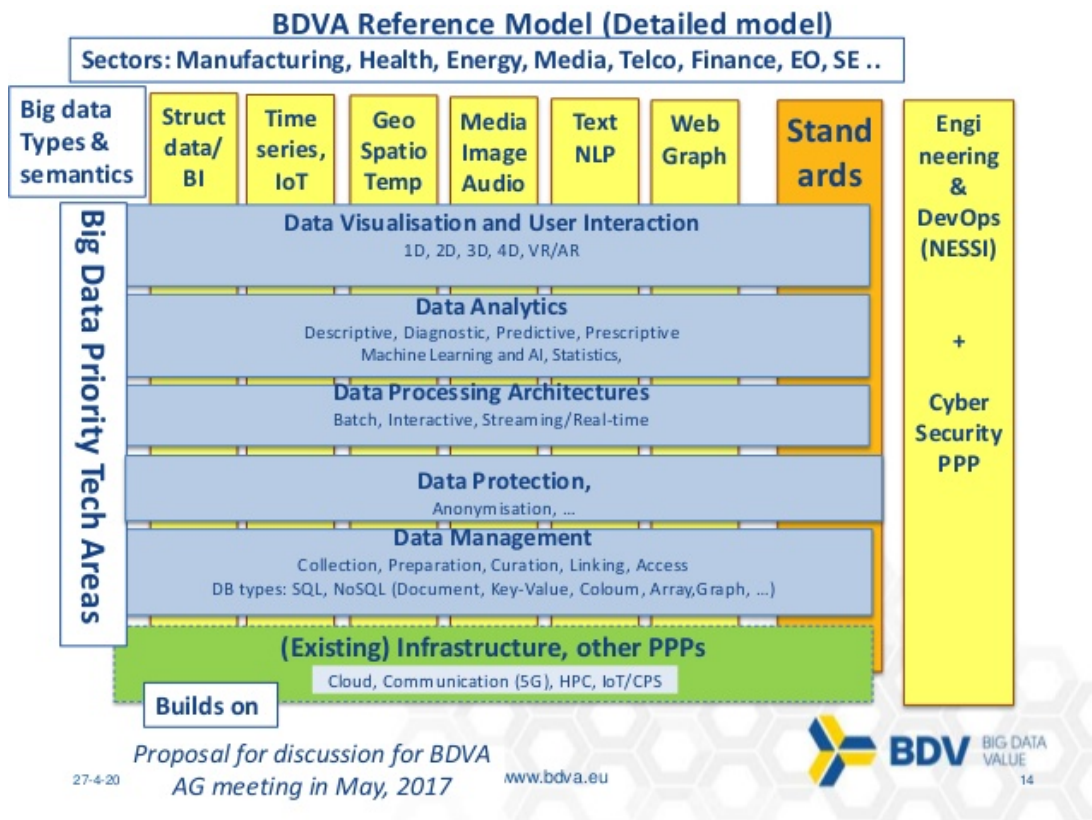 BDVA Reference Model (Detailed model)
Sectors: Manufacturing, Health, Energy, Media, Telco, Finance, EO, SE ..
Big data
Types &
semantics
Struct
data/
BI
Time
series,
IoT
Geo
Spatio
Temp
Media
Image
Audio
Text
NLP
Web
Graph
Stand
ards
Engi
neering
&
DevOps
(NESSI)
+
Cyber
Security
PPP
Big Data Priority Tech Areas
Data Visualisation and User Interaction
1D, 2D, 3D, 4D, VR/AR
Data Analytics
Descriptive, Diagnostic, Predictive, Prescriptive
Machine Learning and AI, Statistics,
Data Processing Architectures
Batch, Interactive, Streaming/Real-time
Data Protection,
Anonymisation, ...
Data Management
Collection, Preparation, Curation, Linking, Access
DB types: SQL, NoSQL (Document, Key-Value, Coloum, Array,Graph, ...)
(Existing) Infrastructure, other PPPs
Cloud, Communication (5G), HPC, IoT/CPS
Builds on
Proposal for discussion for BDVA
AG meeting in May, 2017
27-4-20
www.bdva.eu
BDV BIG DATA
VALUE
14